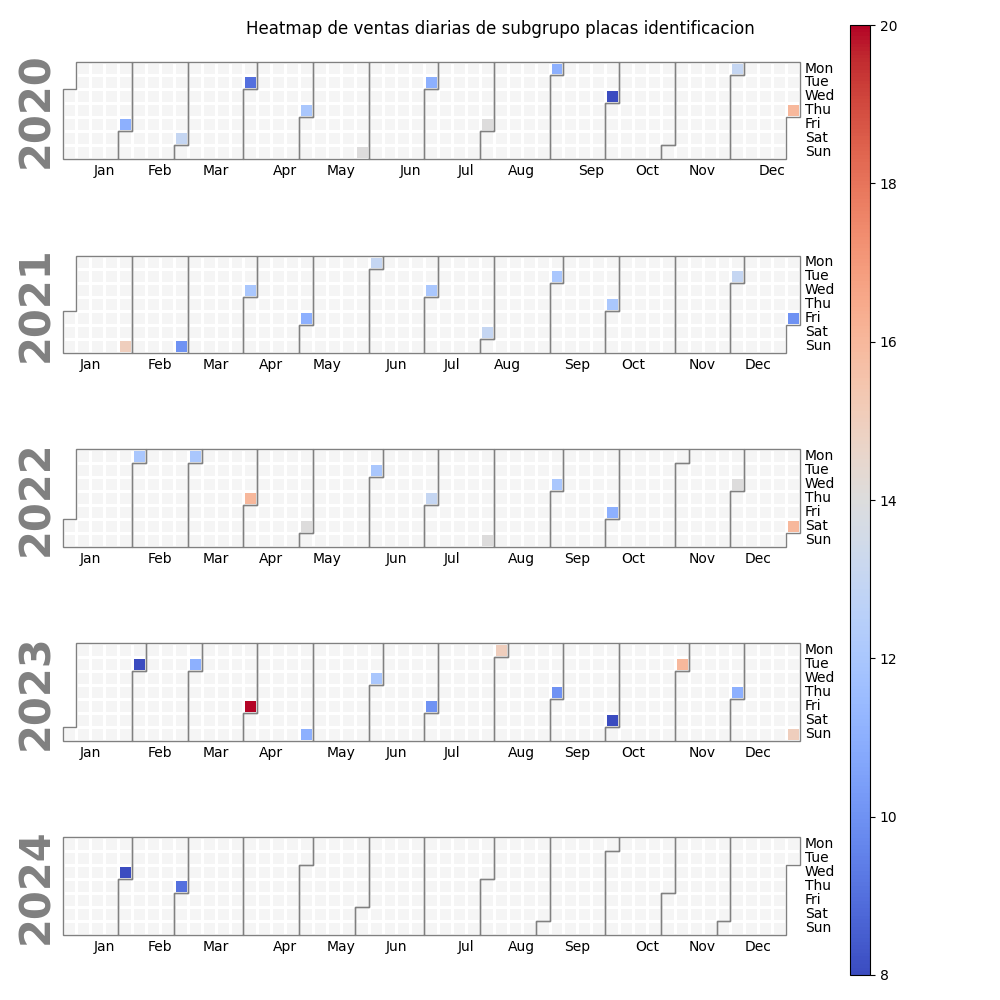 Heatmap de ventas diarias de subgrupo placas identificacion
2020
Mon
Tue
Wed
Thu
Fri
Sat
Sun
Jan Feb Mar Apr May Jun Jul Aug Sep Oct Nov Dec
2021
Mon
Tue
Wed
Thu
Fri
Sat
Sun
Jan Feb Mar Apr May Jun Jul Aug Sep Oct Nov Dec
2022
Mon
Tue
Wed
Thu
Fri
Sat
Sun
Jan Feb Mar Apr May Jun Jul Aug Sep Oct Nov Dec
2023
Mon
Tue
Wed
Thu
Fri
Sat
Sun
Jan Feb Mar Apr May Jun Jul Aug Sep Oct Nov Dec
2024
Mon
Tue
Wed
Thu
Fri
Sat
Sun
Jan Feb Mar Apr May Jun Jul Aug Sep Oct Nov Dec
20
18
16
14
12
10
8